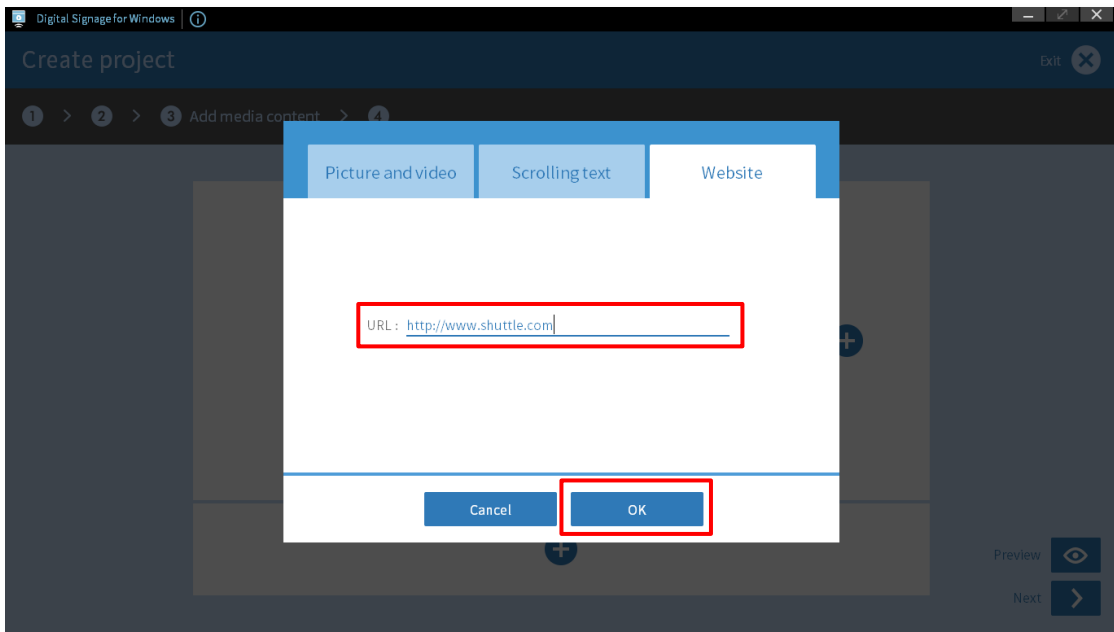 Digital Signage for Windows
Create project
Exit
1 > 2 > 3 Add media content > 4
Picture and video
Scrolling text
Website
URL : http://www.shuttle.com
Cancel
OK
Preview
Next